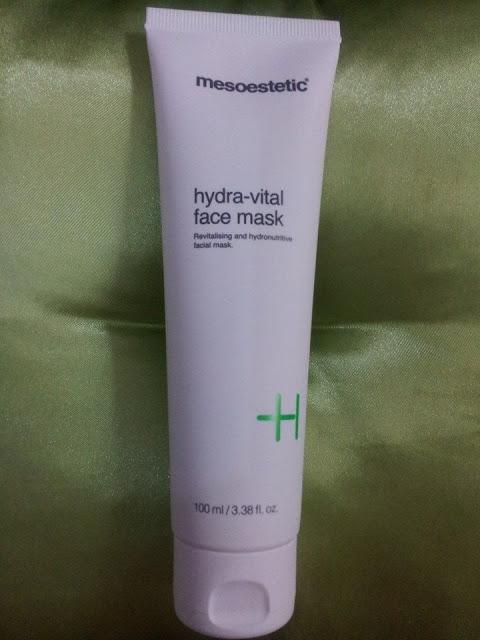 mesoestetic®
hydra-vital
face mask
Revitalising and hydronutritive
facial mask.
H
100 ml / 3.38 fl. oz.